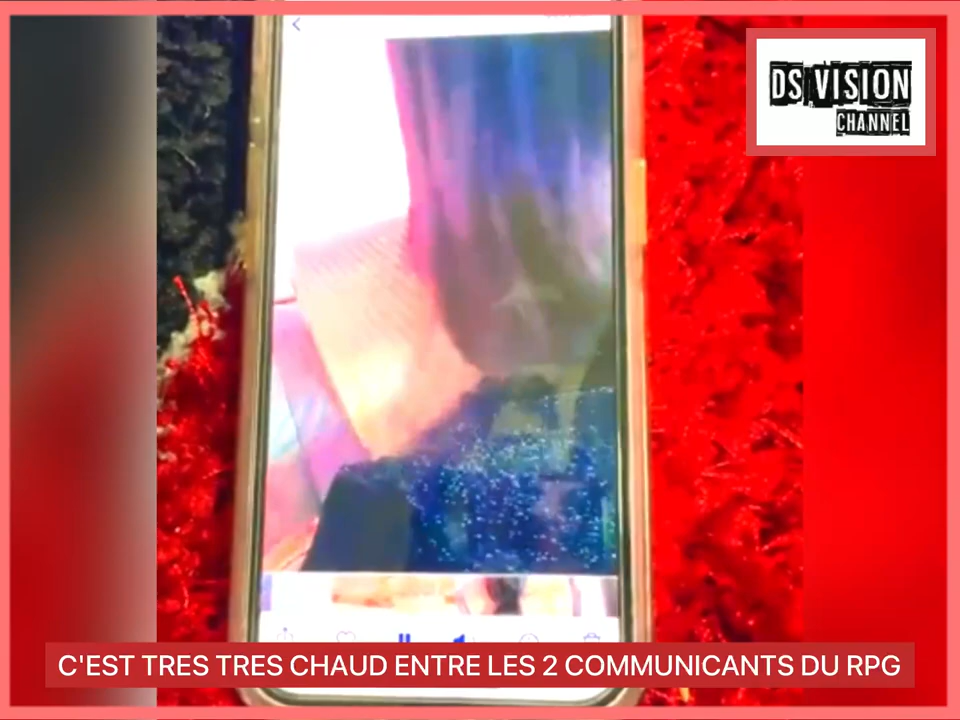 DS VISION
CHANNEL
C'EST TRES TRES CHAUD ENTRE LES 2 COMMUNICANTS DU RPG